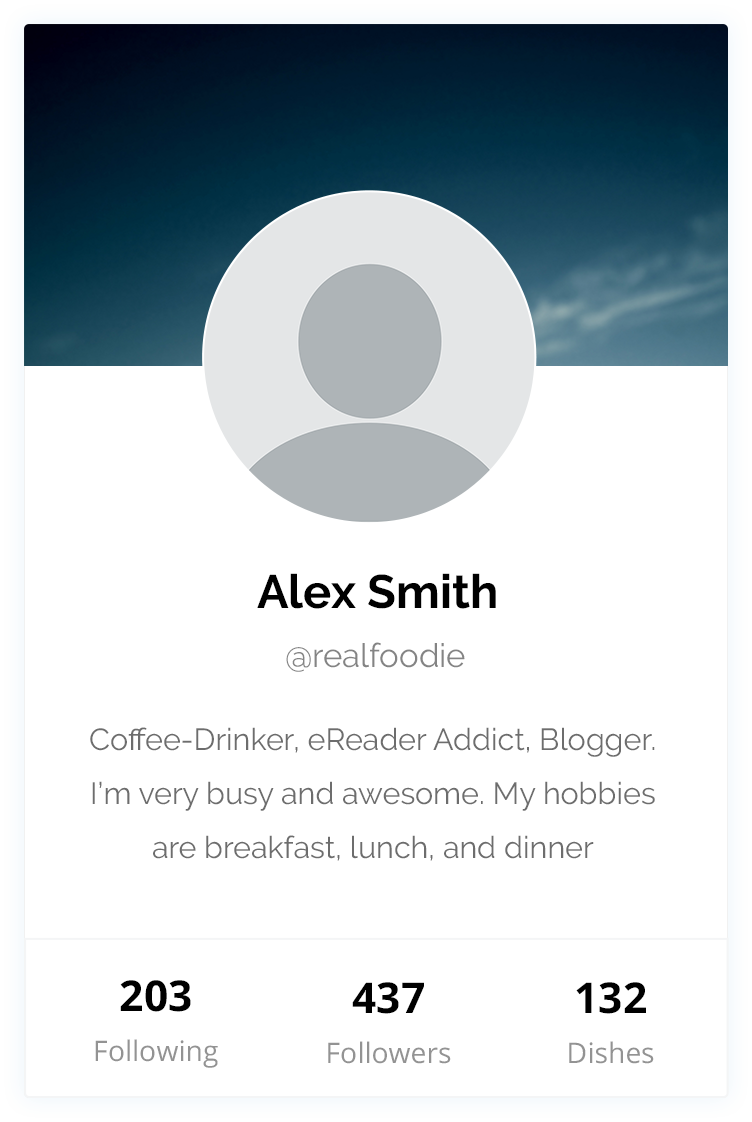 Alex Smith
@realfoodie
Coffee-Drinker, eReader Addict, Blogger.
I’m very busy and awesome. My hobbies
are breakfast, lunch, and dinner
203 437 132
Following Followers Dishes